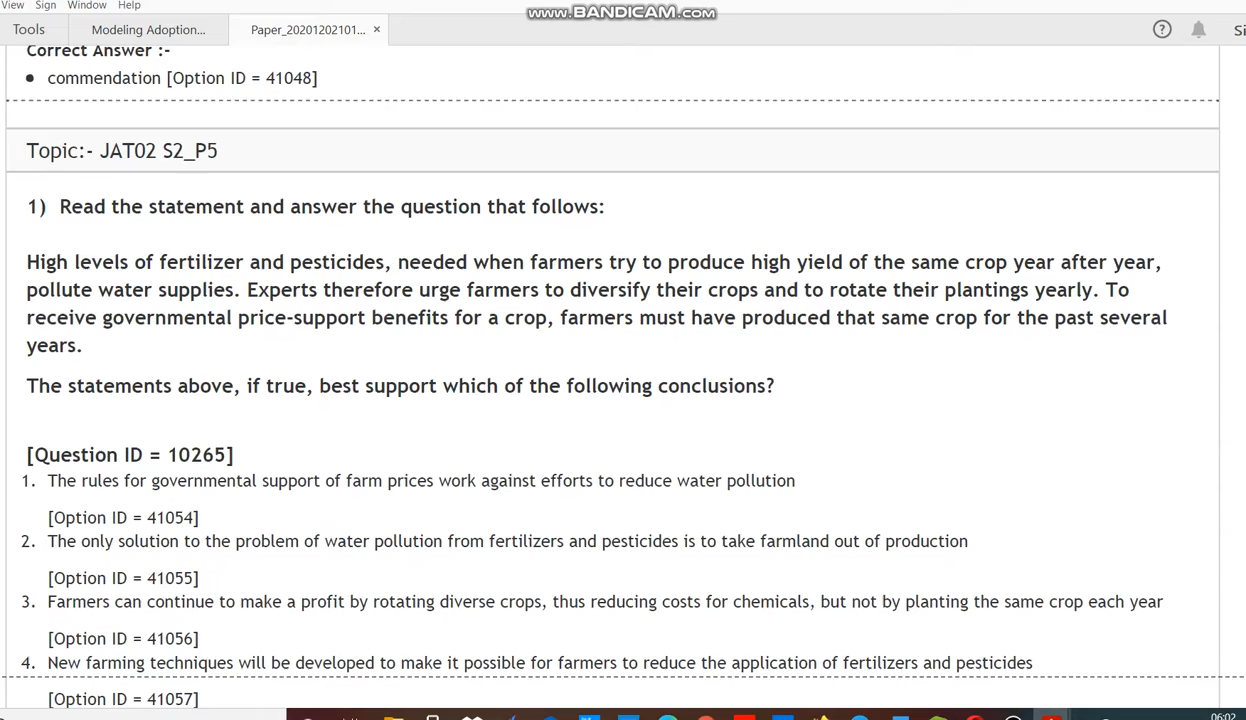 View Sign Window Help
www.BANDICAM.com
Tools Modeling Adoption... Paper_20201202101... × ? Si
Correct Answer :-
• commendation [Option ID = 41048]
Topic:- JAT02 S2_P5
1) Read the statement and answer the question that follows:
High levels of fertilizer and pesticides, needed when farmers try to produce high yield of the same crop year after year,
pollute water supplies. Experts therefore urge farmers to diversify their crops and to rotate their plantings yearly. To
receive governmental price-support benefits for a crop, farmers must have produced that same crop for the past several
years.
The statements above, if true, best support which of the following conclusions?
[Question ID = 10265]
1. The rules for governmental support of farm prices work against efforts to reduce water pollution
[Option ID = 41054]
2. The only solution to the problem of water pollution from fertilizers and pesticides is to take farmland out of production
[Option ID = 41055]
3. Farmers can continue to make a profit by rotating diverse crops, thus reducing costs for chemicals, but not by planting the same crop each year
[Option ID = 41056]
4. New farming techniques will be developed to make it possible for farmers to reduce the application of fertilizers and pesticides
[Option ID = 41057]
06:02